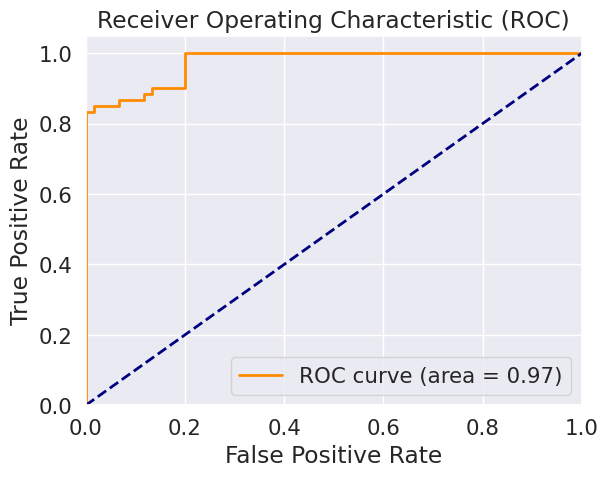 Receiver Operating Characteristic (ROC)
1.0
0.8
0.6
0.4
0.2
0.0
True Positive Rate
ROC curve (area = 0.97)
0.0 0.2 0.4 0.6 0.8 1.0
False Positive Rate